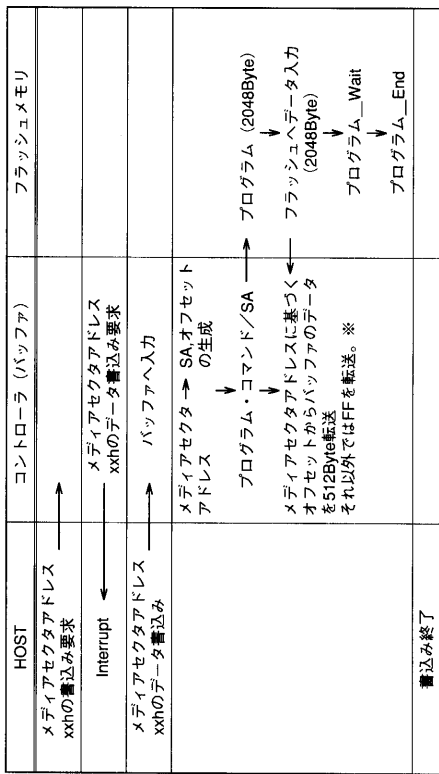 HOST
コントローラ (バッファ)
フラッシュメモリ
メディアセクタアドレス
xxhの書込み要求
メディアセクタアドレス
xxhのデータ書込み要求
Interrupt
メディアセクタアドレス
xxhのデータ書込み
バッファへ入力
メディアセクタ
アドレス
SA,オフセット
の生成
プログラム・コマンド/SA
プログラム (2048Byte)
メディアセクタアドレスに基づく
オフセットからバッファのデータ
を512Byte転送
それ以外ではFFを転送。※
フラッシュへデータ入力
(2048Byte)
プログラム__Wait
プログラム__End
書込み終了